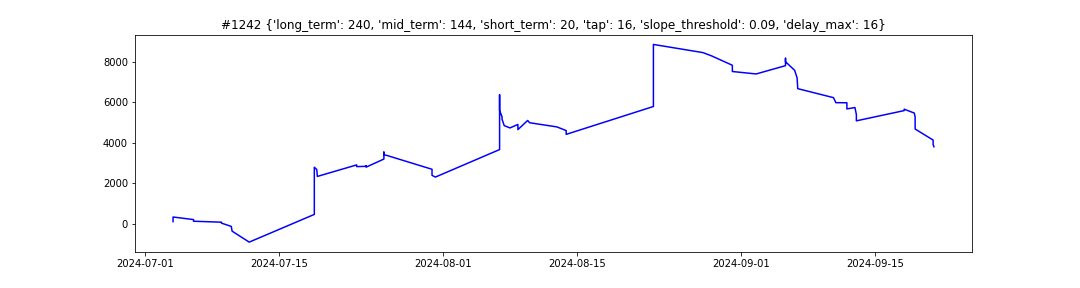 #1242 {'long_term': 240, 'mid_term': 144, 'short_term': 20, 'tap': 16, 'slope_threshold': 0.09, 'delay_max': 16}
8000
6000
4000
2000
0
2024-07-01 2024-07-15 2024-08-01 2024-08-15 2024-09-01 2024-09-15